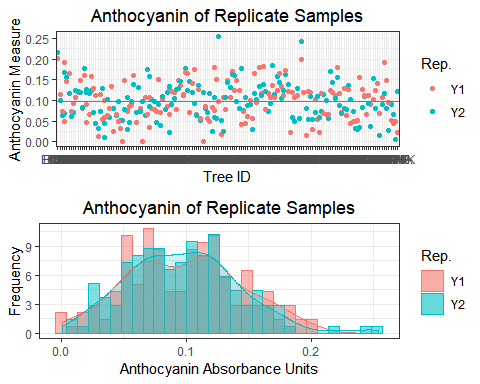 Anthocyanin of Replicate Samples
Anthocyanin Measure
0.25
0.20
0.15
0.10
0.05
0.00
Tree ID
Rep.
Y1
Y2
Anthocyanin of Replicate Samples
Frequency
9
6
3
0
0.0 0.1 0.2
Anthocyanin Absorbance Units
Rep.
Y1
Y2